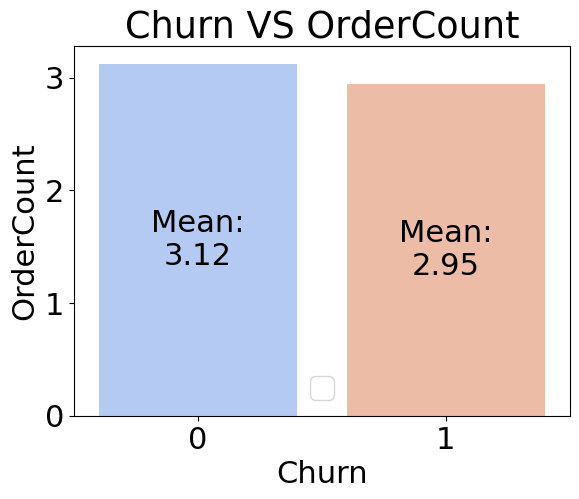 Churn VS OrderCount
OrderCount
3
2
1
0
Mean:
3.12
Mean:
2.95
0
1
Churn